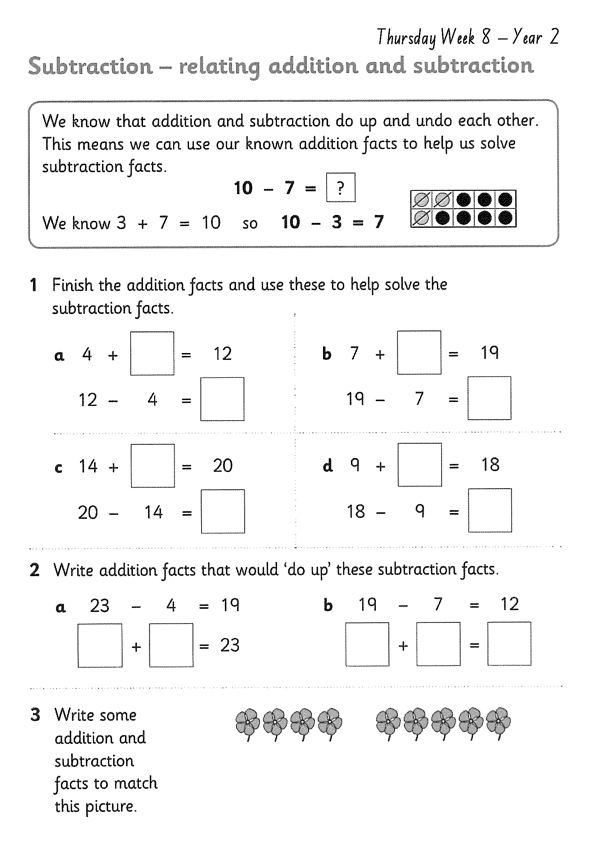 Thursday Week 8 – Year 2
Subtraction – relating addition and subtraction
We know that addition and subtraction do up and undo each other.
This means we can use our known addition facts to help us solve
subtraction facts.
10 – 7 = ?
We know 3 + 7 = 10 so 10 – 3 = 7
1 Finish the addition facts and use these to help solve the
subtraction facts.
a 4 + = 12
12 – 4 =
b 7 + = 19
19 – 7 =
c 14 + = 20
20 – 14 =
d 9 + = 18
18 – 9 =
2 Write addition facts that would ‘do up’ these subtraction facts.
a 23 – 4 = 19
+ = 23
b 19 – 7 = 12
+ =
3 Write some
addition and
subtraction
facts to match
this picture.